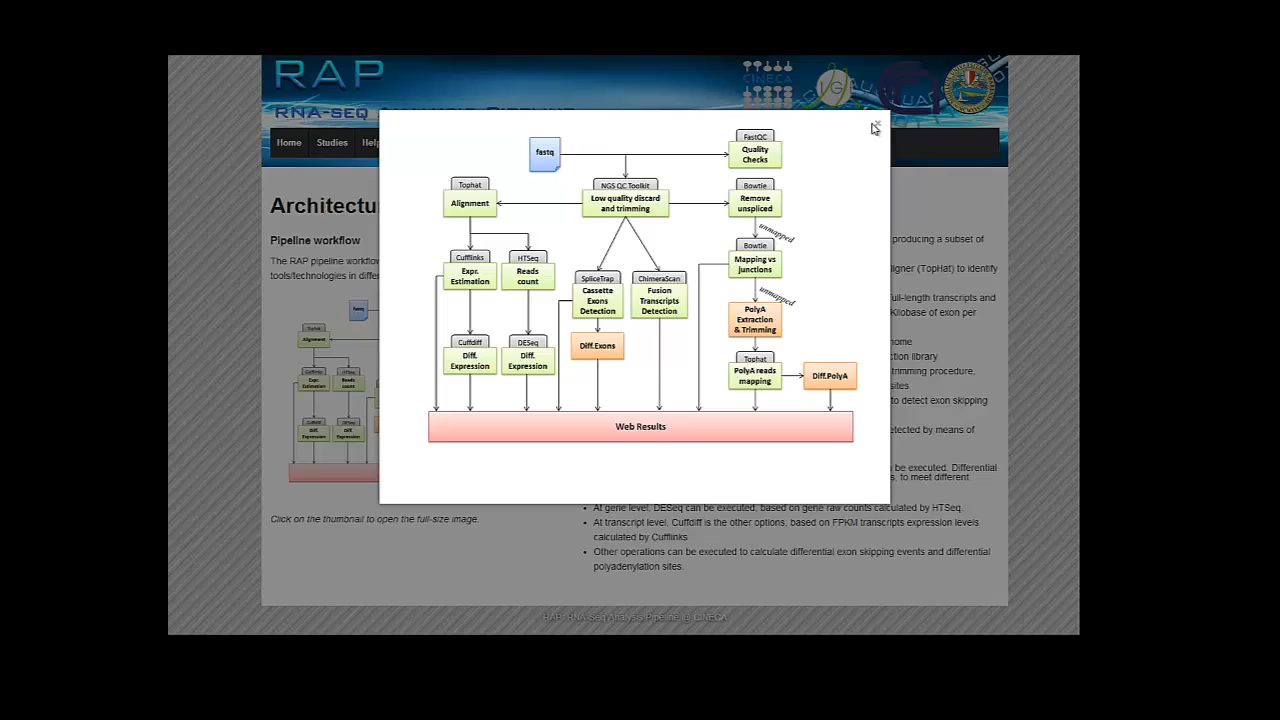 RAP
RNA-SEQ
CINECA
IGA
Home
Studies
Architectu
Pipeline workflow
The RAP pipeline workflow
tools/technologies in differ
Click on the thumbnail to open the full-size image.
fastq
FastQC
Quality
Checks
Tophat
Alignment
NGS QC Toolkit
Low quality discard
and trimming
Bowtie
Remove
unspliced
unmapped
Cufflinks
Expr.
Estimation
HTSeq
Reads
count
SpliceTrap
Cassette
Exons
Detection
ChimeraScan
Fusion
Transcripts
Detection
Bowtie
Mapping vs
junctions
unmapped
PolyA
Extraction
& Trimming
Cuffdiff
Diff.
Expression
DESeq
Diff.
Expression
Diff.Exons
Tophat
PolyA reads
mapping
Diff.PolyA
Web Results
producing a subset of
ligner (TopHat) to identify
full-length transcripts and
Kilobase of exon per
ome
ction library
trimming procedure,
sites
to detect exon skipping
etected by means of
be executed. Differential
, to meet different
• At gene level, DESeq can be executed, based on gene raw counts calculated by HTSeq.
• At transcript level, Cuffdiff is the other options, based on FPKM transcripts expression levels
calculated by Cufflinks
• Other operations can be executed to calculate differential exon skipping events and differential
polyadenylation sites.
RAP: RNA-Seq Analysis Pipeline, @ CINECA